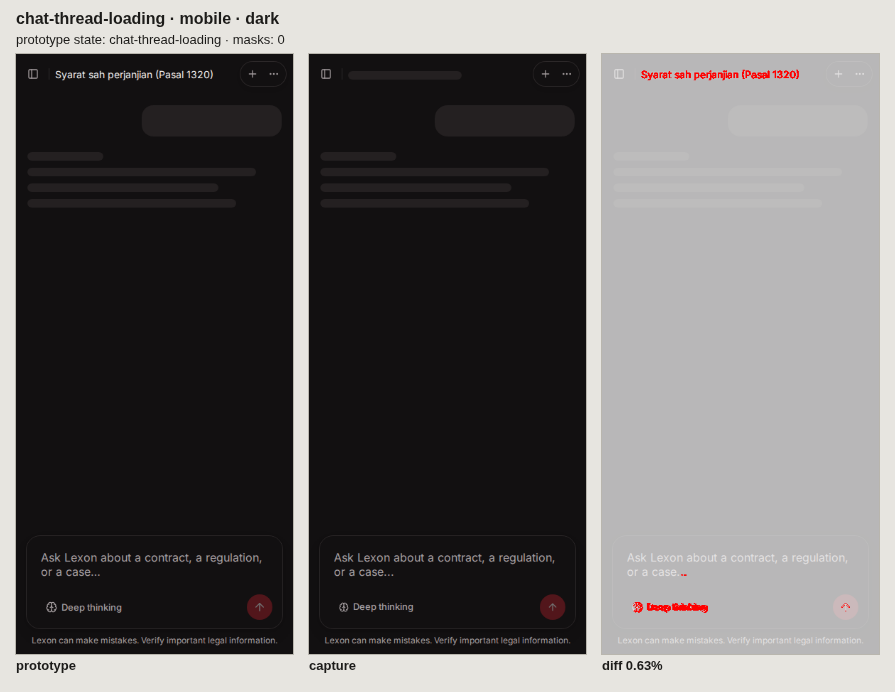 chat-thread-loading · mobile · dark
prototype state: chat-thread-loading · masks: 0
Syarat sah perjanjian (Pasal 1320)
Syarat sah perjanjian (Pasal 1320)
Ask Lexon about a contract, a regulation,
or a case...
Deep thinking
Lexon can make mistakes. Verify important legal information.
Ask Lexon about a contract, a regulation,
or a case...
Deep thinking
Lexon can make mistakes. Verify important legal information.
Ask Lexon about a contract, a regulation,
or a case...
Lexon can make mistakes. Verify important legal information.
prototype
capture
diff 0.63%